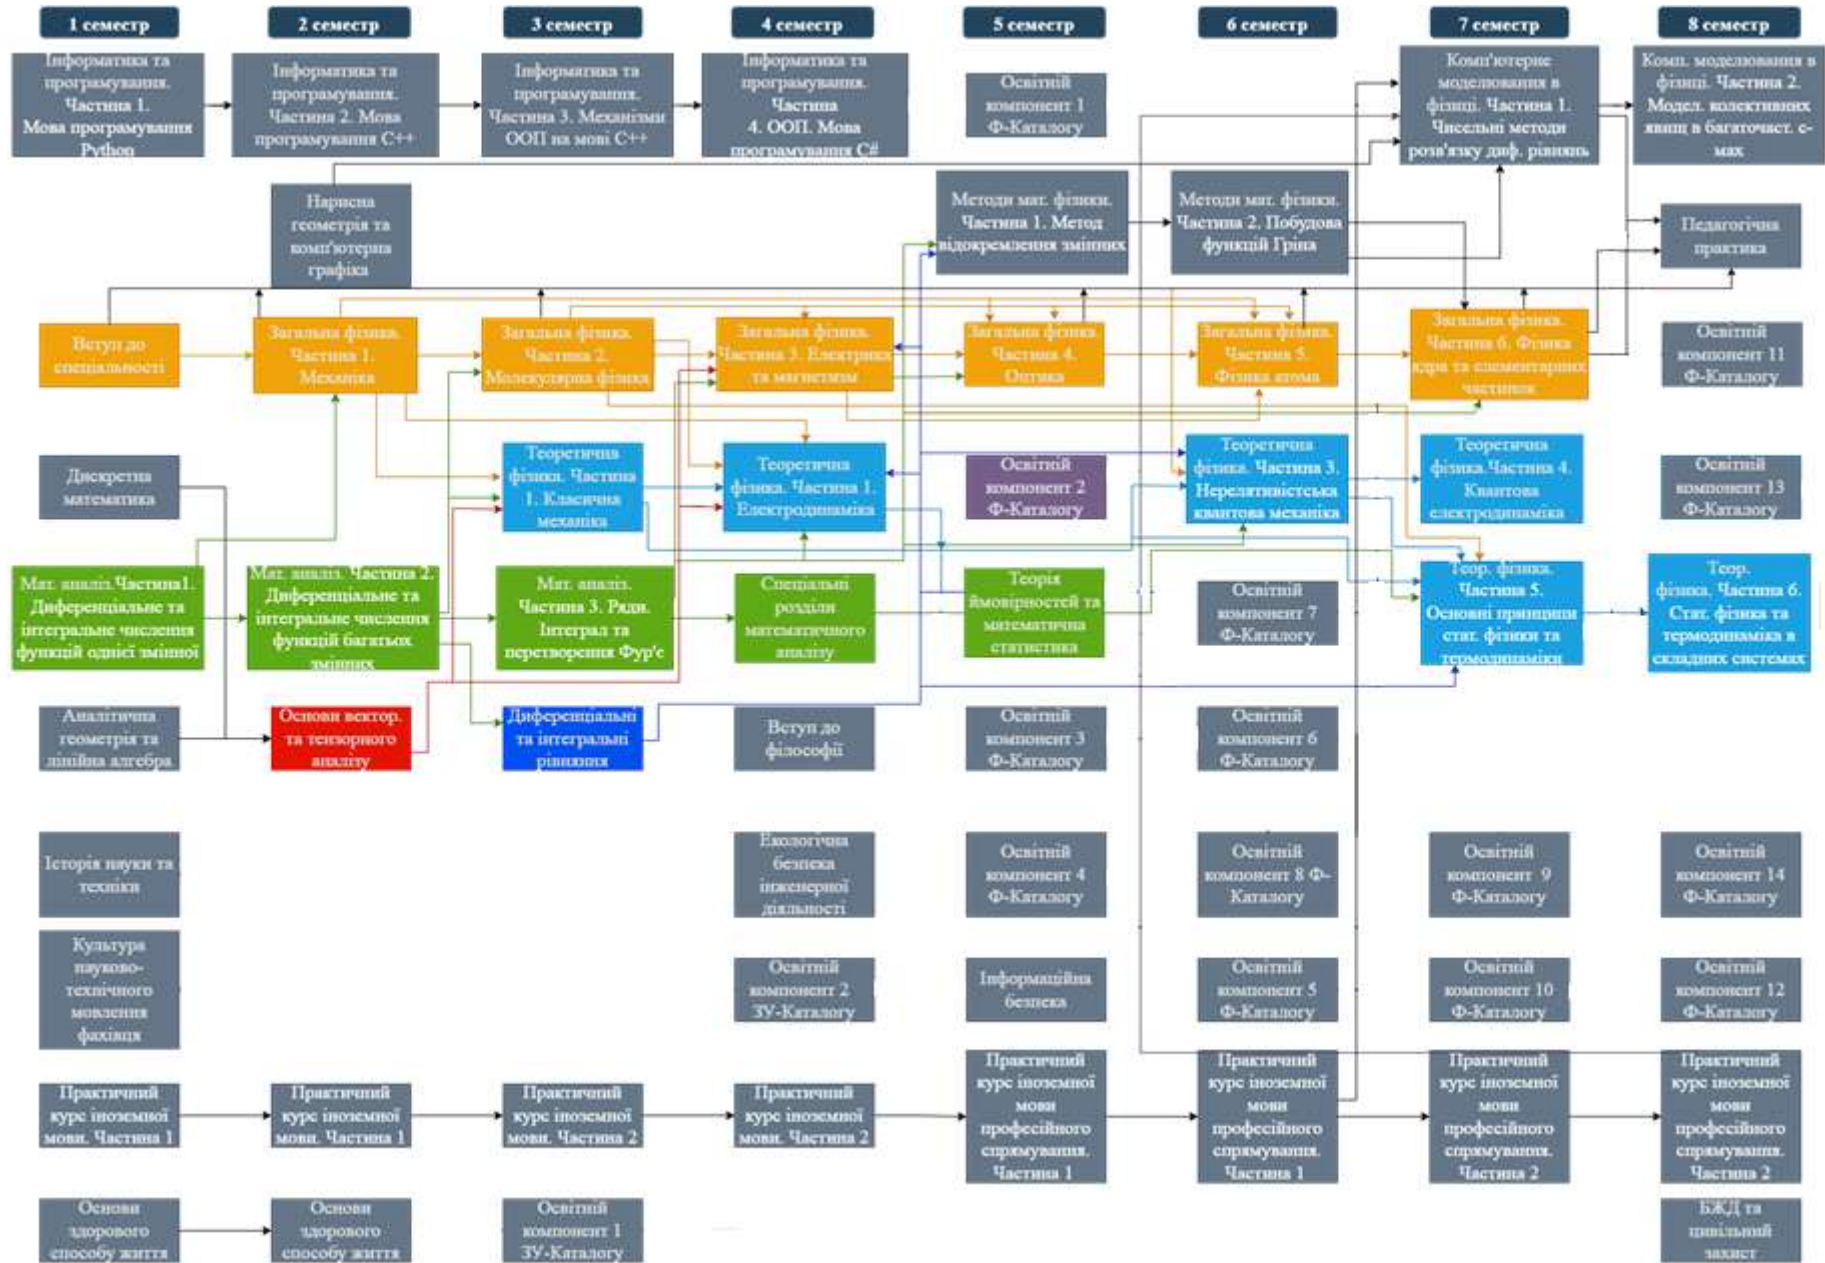 1 семестр
2 семестр
3 семестр
4 семестр
5 семестр
6 семестр
7 семестр
8 семестр
Інформатика та
програмування.
Частина 1.
Мова програмування
Python
Інформатика та
програмування.
Частина 2. Мова
програмування C++
Інформатика та
програмування.
Частина 3. Механізми
ООП на мові C++
Інформатика та
програмування.
Частина
4. ООП. Мова
програмування C#
Освітній
компонент 1
Ф-Каталогу
Комп'ютерне
моделювання в
фізиці. Частина 1.
Чисельні методи
розв'язку диф. рівнянь
Комп. моделювання в
фізиці. Частина 2.
Модел. колективних
явищ в багаточаст. с-
мах
Нарисна
геометрія та
комп'ютерна
графіка
Методи мат. фізики.
Частина 1. Метод
відокремлення змінних
Методи мат. фізики.
Частина 2. Побудова
функцій Гріна
Педагогічна
практика
Вступ до
спеціальності
Загальна фізика.
Частина 1.
Механіка
Загальна фізика.
Частина 2.
Молекулярна фізика
Загальна фізика.
Частина 3. Електрика
та магнетизм
Загальна фізика.
Частина 4.
Оптика
Загальна фізика.
Частина 5.
Фізика атома
Загальна фізика.
Частина 6. Фізика
ядра та елементарних
частинок
Освітній
компонент 11
Ф-Каталогу
Дискретна
математика
Теоретична
фізика. Частина
1. Класична
механіка
Теоретична
фізика. Частина 1.
Електродинаміка
Освітній
компонент 2
Ф-Каталогу
Теоретична
фізика. Частина 3.
Нерелятивістська
квантова механіка
Теоретична
фізика.Частина 4.
Квантова
електродинаміка
Освітній
компонент 13
Ф-Каталогу
Мат. аналіз.Частина1.
Диференціальне та
інтегральне числення
функцій однієї змінної
Мат. аналіз. Частина 2.
Диференціальне та
інтегральне числення
функцій багатьох
змінних
Мат. аналіз.
Частина 3. Ряди.
Інтеграл та
перетворення Фур'є
Спеціальні
розділи
математичного
аналізу
Теорія
ймовірностей та
математична
статистика
Освітній
компонент 7
Ф-Каталогу
Теор. фізика.
Частина 5.
Основні принципи
стат. фізики та
термодинаміки
Теор.
фізика. Частина 6.
Стат. фізика та
термодинаміка в
складних системах
Аналітична
геометрія та
лінійна алгебра
Основи вектор.
та тензорного
аналізу
Диференціальні
та інтегральні
рівняння
Вступ до
філософії
Освітній
компонент 3
Ф-Каталогу
Освітній
компонент 6
Ф-Каталогу
Історія науки та
техніки
Екологічна
безпека
інженерної
діяльності
Освітній
компонент 4
Ф-Каталогу
Освітній
компонент 8 Ф-
Каталогу
Освітній
компонент 9
Ф-Каталогу
Освітній
компонент 14
Ф-Каталогу
Культура
науково-
технічного
мовлення
фахівця
Освітній
компонент 2
ЗУ-Каталогу
Інформаційна
безпека
Освітній
компонент 5
Ф-Каталогу
Освітній
компонент 10
Ф-Каталогу
Освітній
компонент 12
Ф-Каталогу
Практичний
курс іноземної
мови. Частина 1
Практичний
курс іноземної
мови. Частина 1
Практичний
курс іноземної
мови. Частина 2
Практичний
курс іноземної
мови. Частина 2
Практичний
курс іноземної
мови
професійного
спрямування.
Частина 1
Практичний
курс іноземної
мови
професійного
спрямування.
Частина 1
Практичний
курс іноземної
мови
професійного
спрямування.
Частина 2
Практичний
курс іноземної
мови
професійного
спрямування.
Частина 2
Основи
здорового
способу життя
Основи
здорового
способу життя
Освітній
компонент 1
ЗУ-Каталогу
БЖД та
цивільний
захист